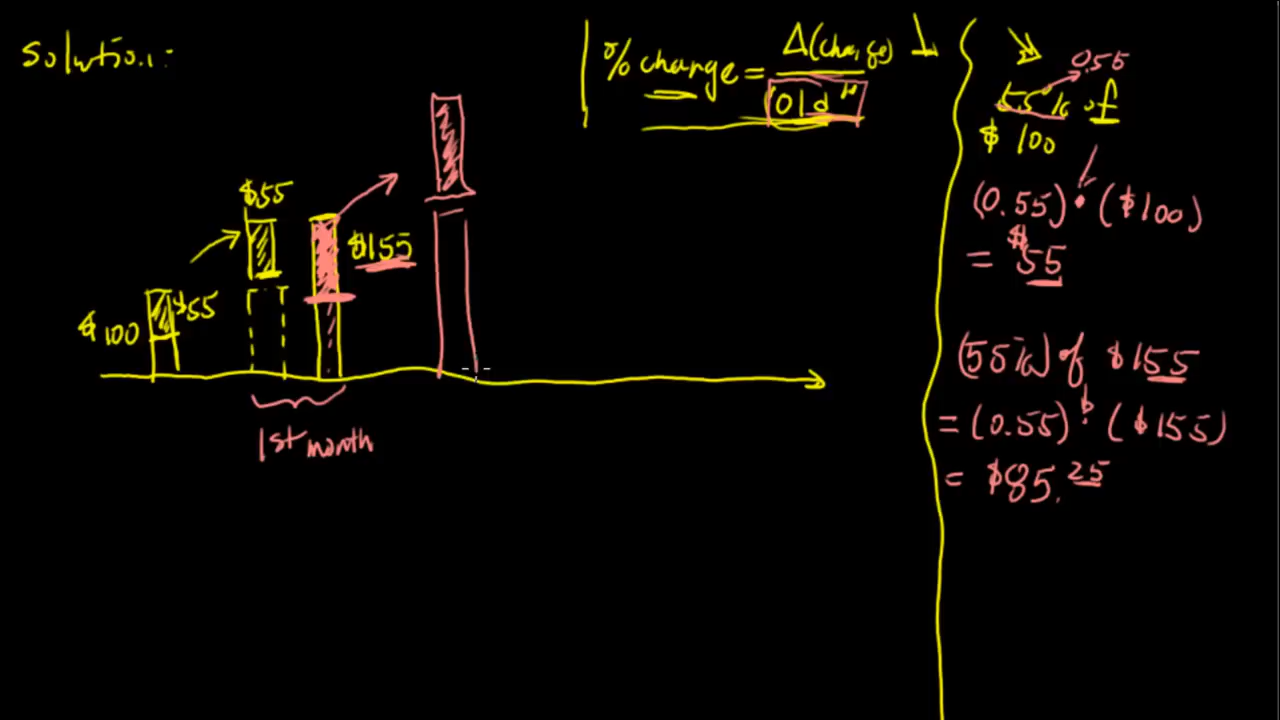 Solution:
% change = Δ(change)
"Old"
$55
$155
$100
$55
1st month
0.55
55% of
$ 100
(0.55) · ($100)
= $55
(55%) of $155
= (0.55) · ($155)
= $85.25